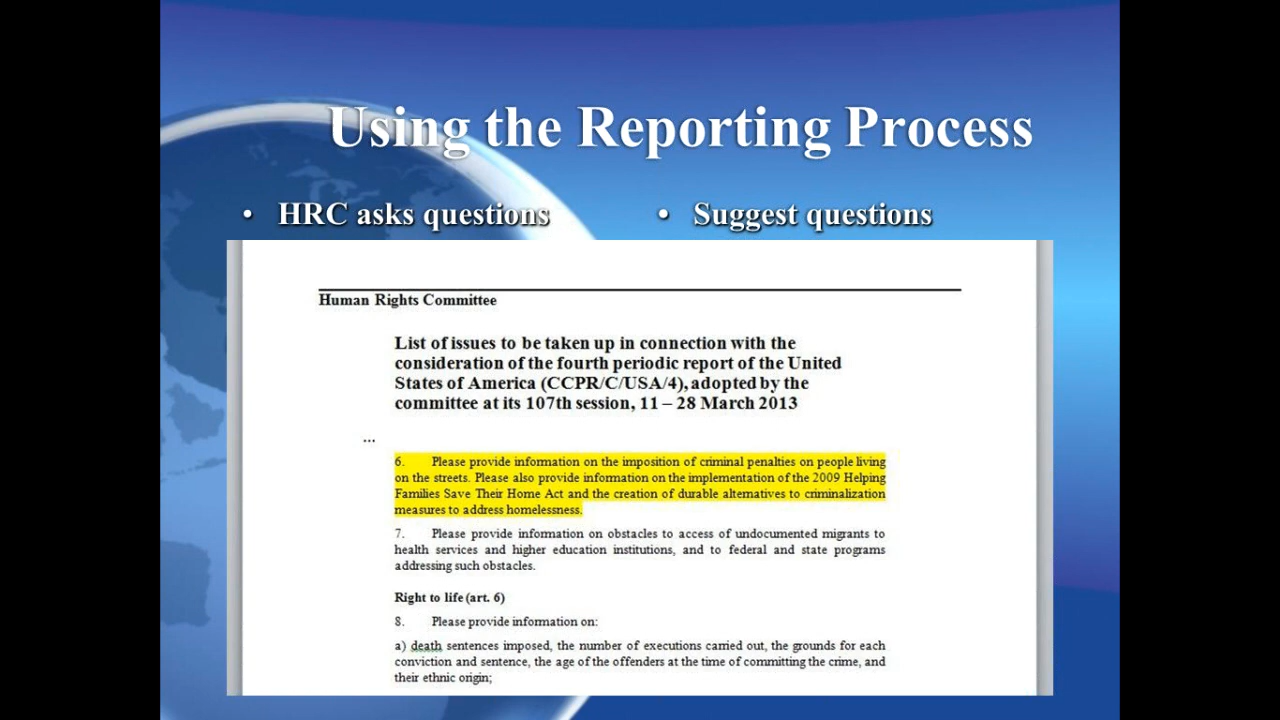 Using the Reporting Process
• HRC asks questions
• Suggest questions
Human Rights Committee
List of issues to be taken up in connection with the
consideration of the fourth periodic report of the United
States of America (CCPR/C/USA/4), adopted by the
committee at its 107th session, 11 – 28 March 2013
...
6. Please provide information on the imposition of criminal penalties on people living
on the streets. Please also provide information on the implementation of the 2009 Helping
Families Save Their Home Act and the creation of durable alternatives to criminalization
measures to address homelessness.
7. Please provide information on obstacles to access of undocumented migrants to
health services and higher education institutions, and to federal and state programs
addressing such obstacles.
Right to life (art. 6)
8. Please provide information on:
a) death sentences imposed, the number of executions carried out, the grounds for each
conviction and sentence, the age of the offenders at the time of committing the crime, and
their ethnic origin;